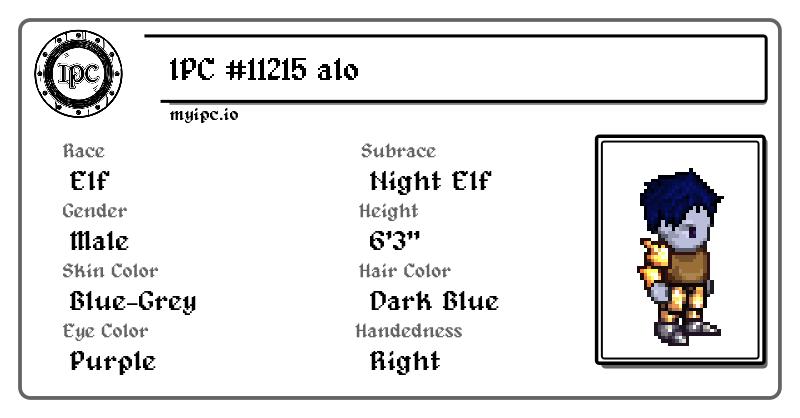 IPC
IPC #11215 alo
myipc.io
Race
Elf
Subrace
Night Elf
Gender
Male
Height
6'3"
Skin Color
Blue-Grey
Hair Color
Dark Blue
Eye Color
Purple
Handedness
Right